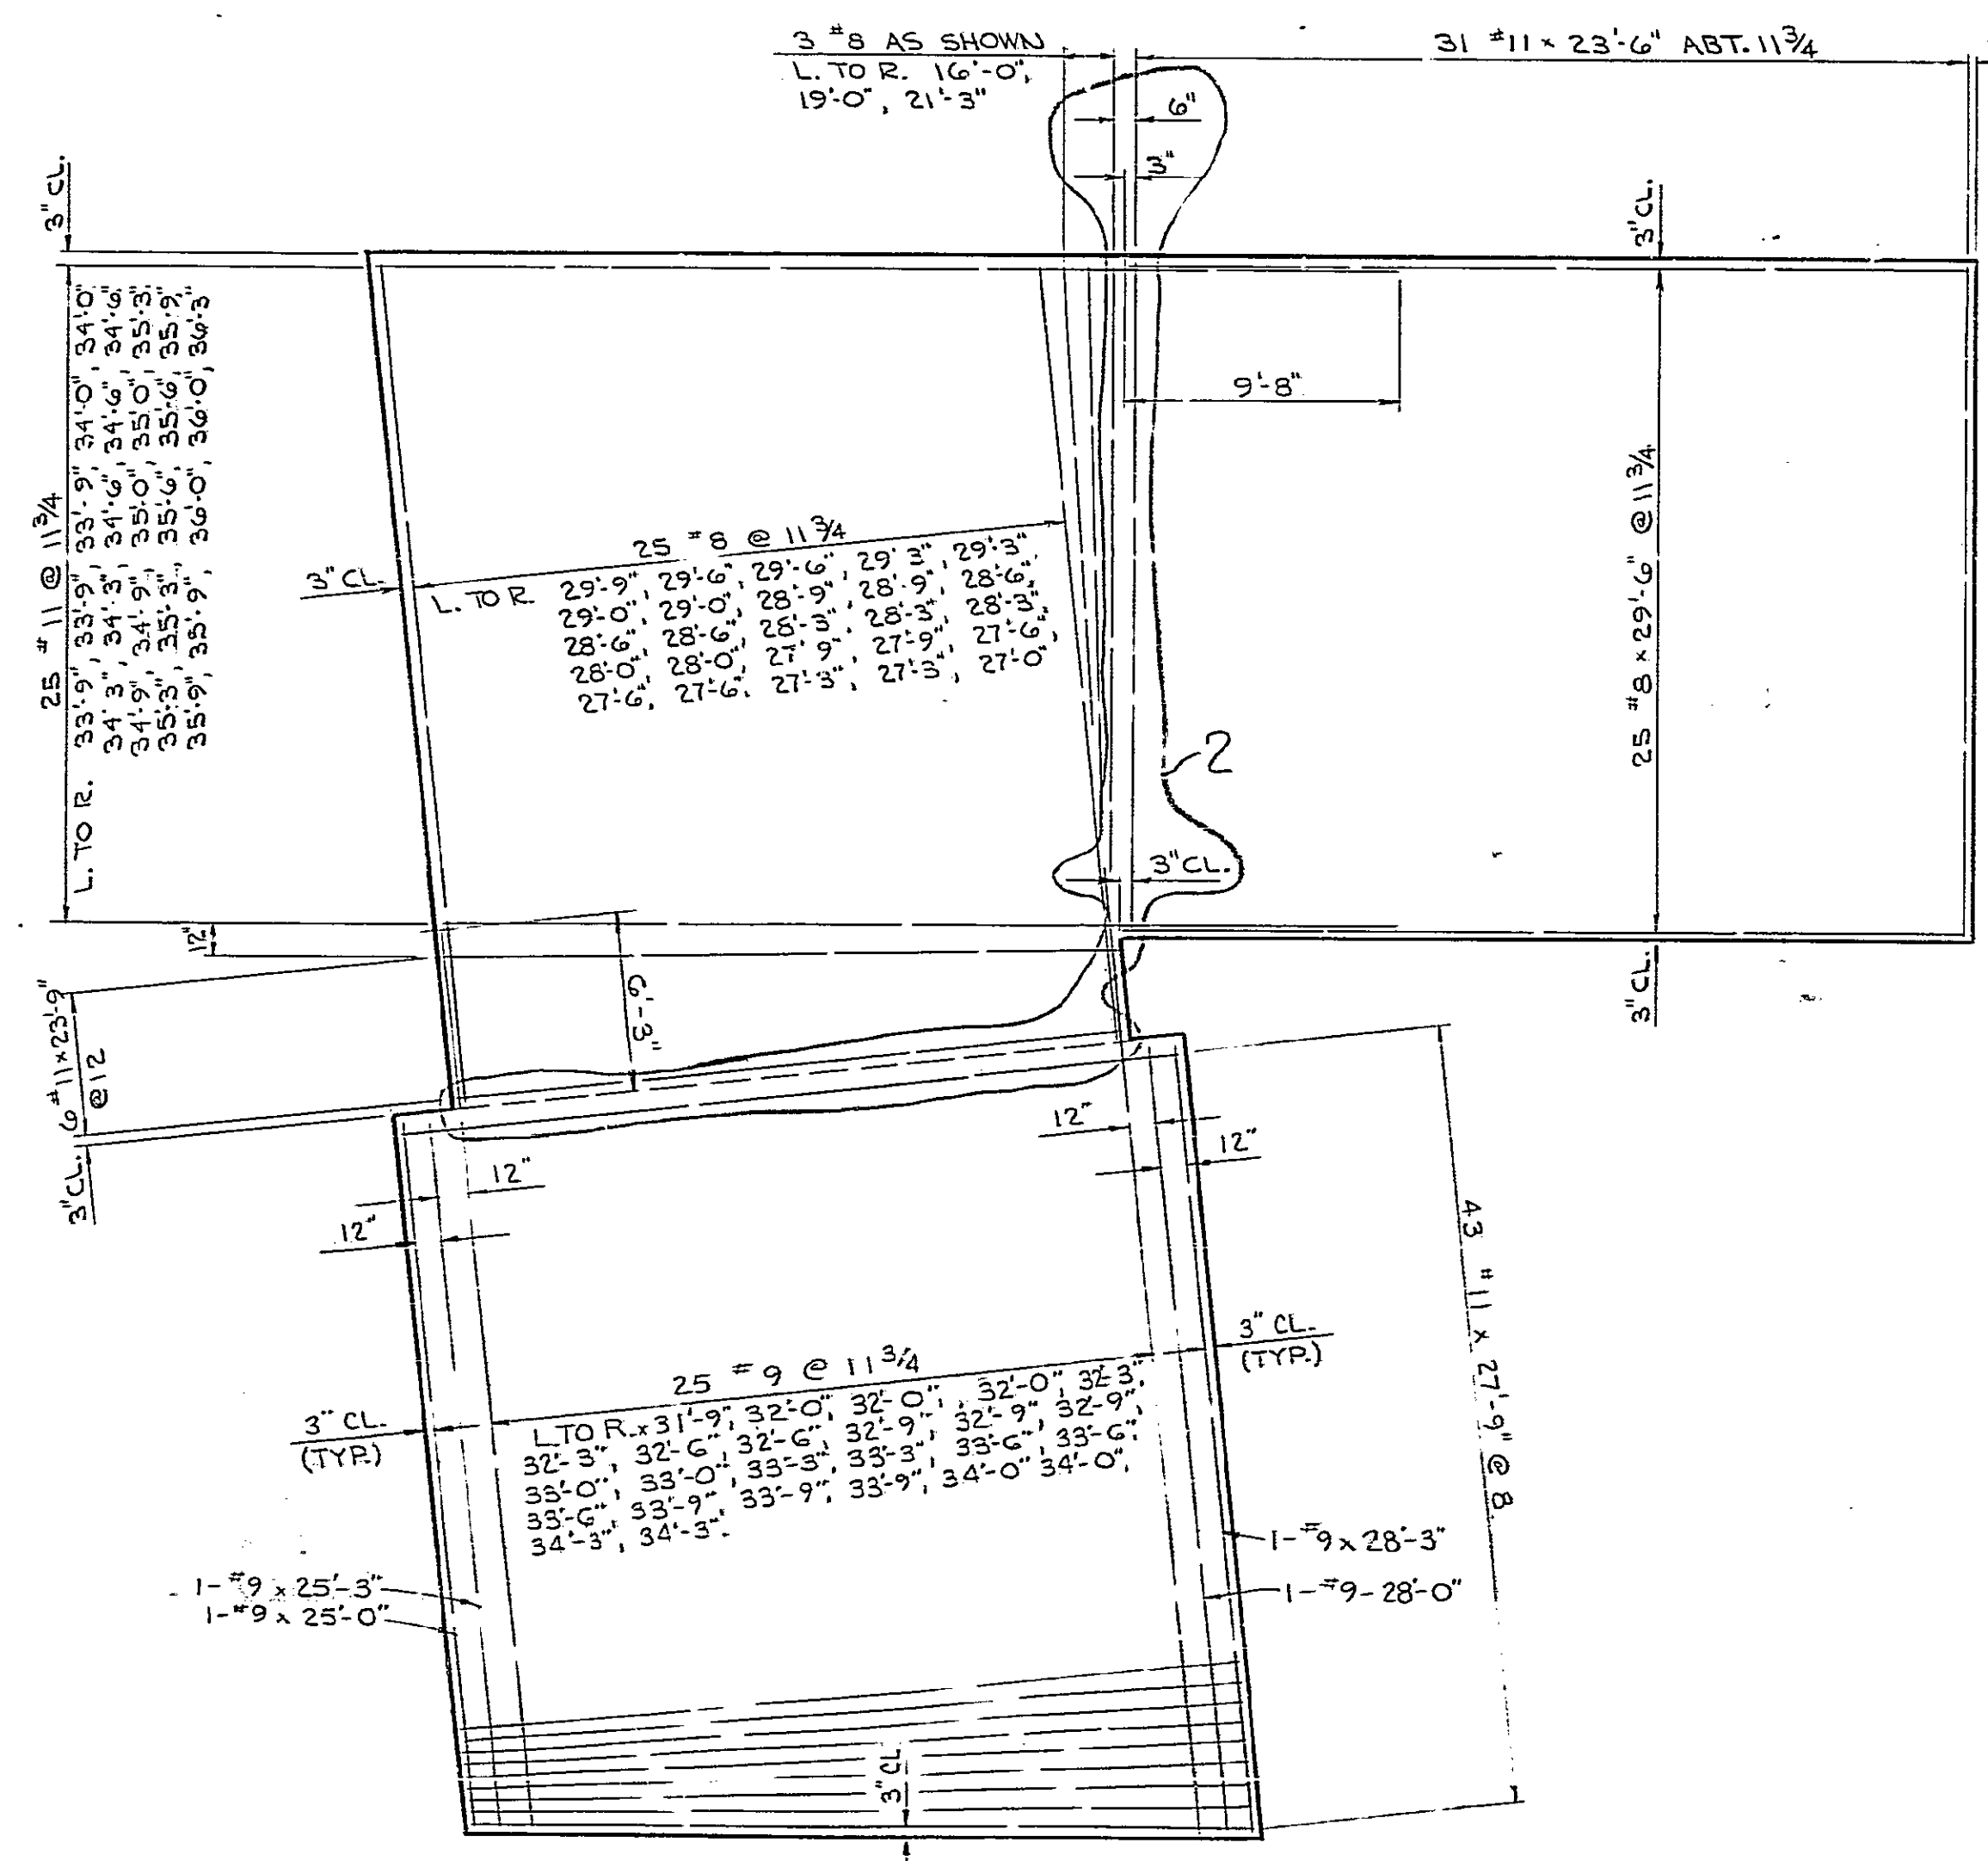 3 #8 AS SHOWN
L. TO R. 16'-0",
19'-0", 21'-3"
31 #11 x 23'-6" ABT. 11 3/4
6"
3"
3" CL.
3" CL.
25 #11 @ 11 3/4
L. TO R. 33'-9", 33'-9", 33'-9", 34'-0", 34'-0"
34'-3", 34'-3", 34'-6", 34'-6", 34'-6"
34'-9", 34'-9", 35'-0", 35'-0", 35'-3"
35'-3", 35'-3", 35'-6", 35'-6", 35'-9"
35'-9", 35'-9", 36'-0", 36'-0", 36'-3"
9'-8"
25 #8 x 29'-6" @ 11 3/4
25 #8 @ 11 3/4
3" CL.
L. TO R. 29'-9", 29'-6", 29'-6", 29'3", 29'-3",
29'-0", 29'-0", 28'-9", 28'-9", 28'-6",
28'-6", 28'-6", 28'-3", 28'-3", 28'-3",
28'-0", 28'-0", 27'9", 27'-9", 27'-6",
27'-6", 27'-6", 27'-3", 27'-3", 27'-0"
2
3" CL.
12"
6'-3"
3" CL.
6 #11 x 23'-9"
@ 12
3" CL.
12"
12"
12"
12"
43 #11 x 27'-9" @ 8
3" CL.
(TYP.)
25 #9 @ 11 3/4
3" CL.
(TYP.)
L TO R. x 31'-9", 32'-0", 32'-0", 32'-0", 32'-3",
32'-3", 32'-6", 32'-6", 32'-9", 32'-9", 32'-9",
33'-0", 33'-0", 33'-3", 33'-3", 33'-6", 33'-6",
33'-6", 33'-9", 33'-9", 33'-9", 34'-0" 34'-0",
34'-3", 34'-3".
1-#9 x 28'-3"
1-#9-28'-0"
1-#9 x 25'-3"
1-#9 x 25'-0"
3" CL